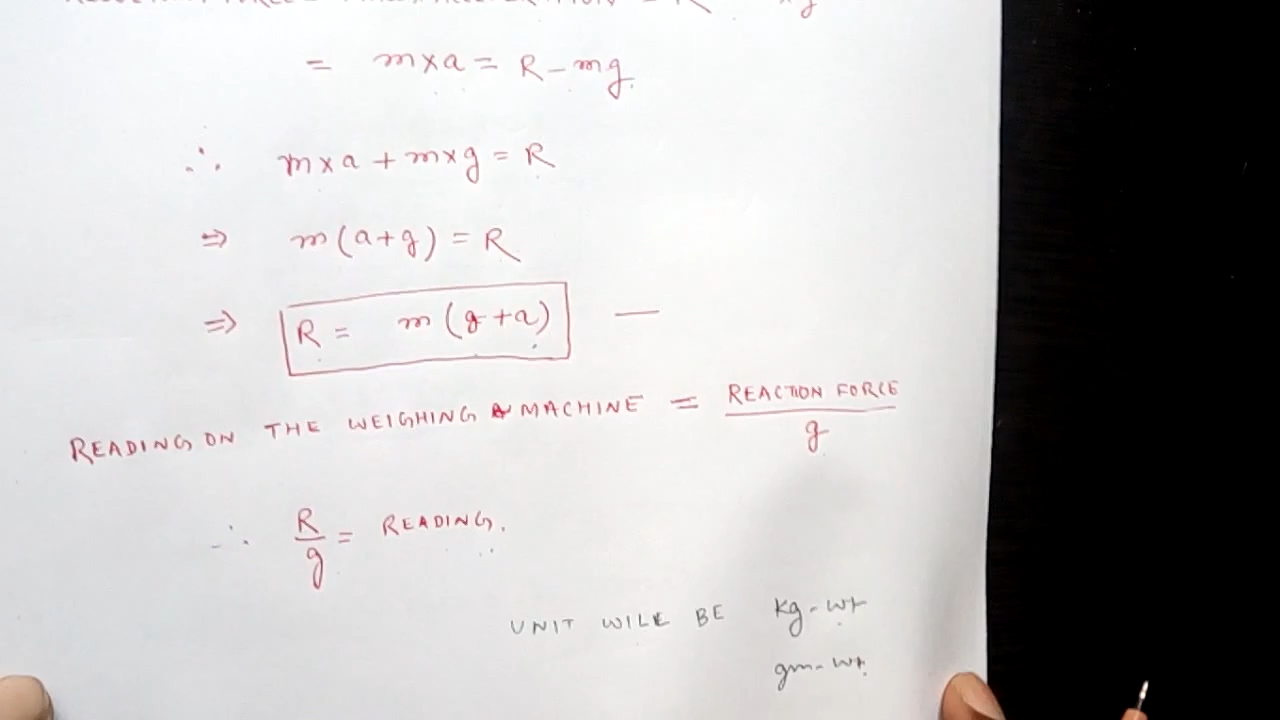 = m×a = R - mg
∴ m×a + m×g = R
⇒ m(a+g) = R
⇒ R = m(g+a) —
READING ON THE WEIGHING MACHINE = REACTION FORCE / g
∴ R/g = READING.
UNIT WILL BE kg-wt
gm-wt.